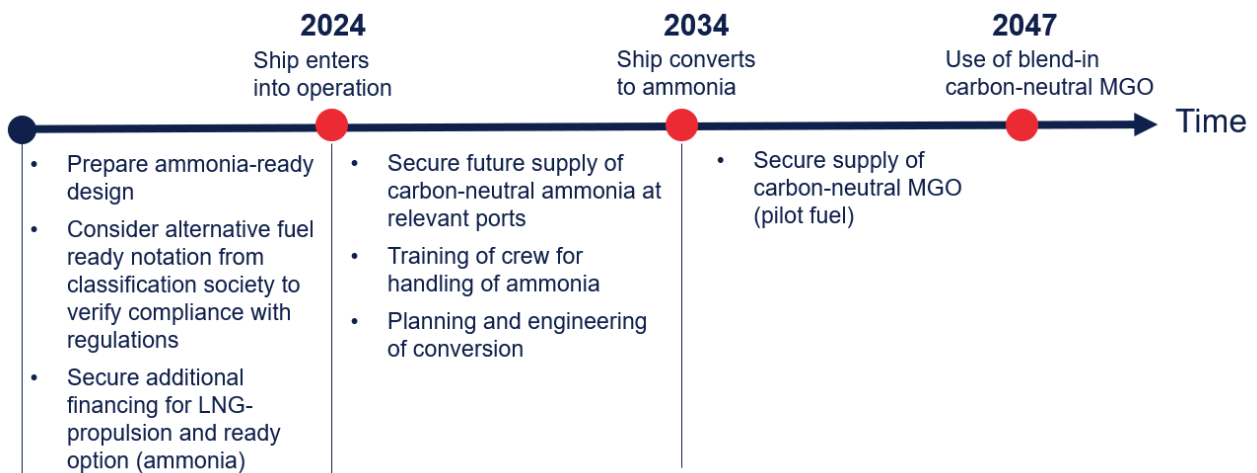 2024
Ship enters
into operation
2034
Ship converts
to ammonia
2047
Use of blend-in
carbon-neutral MGO
Time
• Prepare ammonia-ready
design
• Consider alternative fuel
ready notation from
classification society to
verify compliance with
regulations
• Secure additional
financing for LNG-
propulsion and ready
option (ammonia)
• Secure future supply of
carbon-neutral ammonia at
relevant ports
• Training of crew for
handling of ammonia
• Planning and engineering
of conversion
• Secure supply of
carbon-neutral MGO
(pilot fuel)